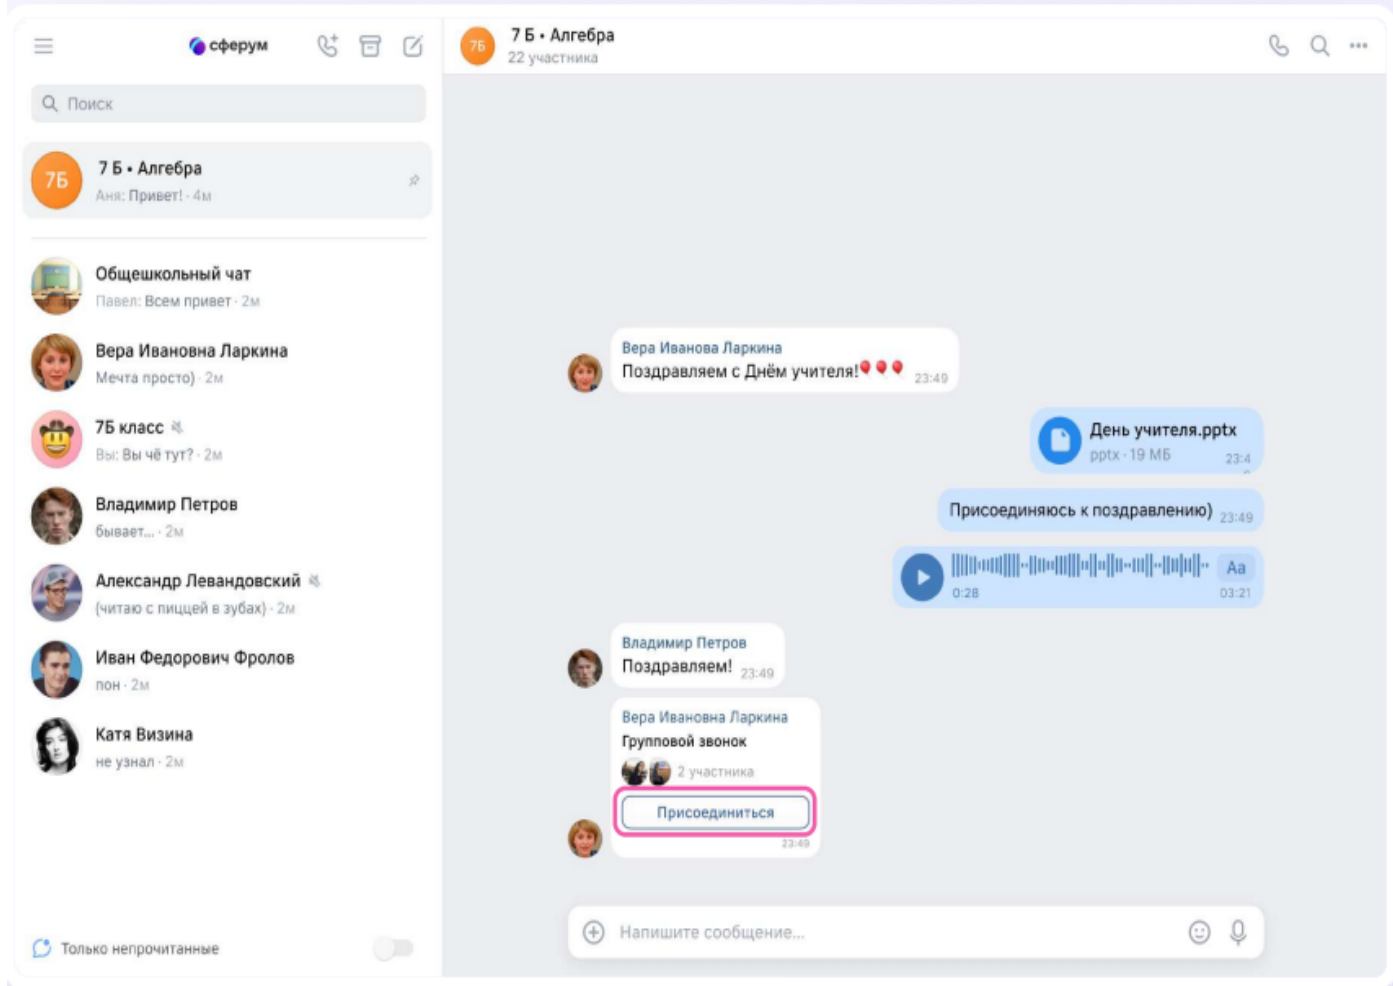 сферум
Поиск
7Б
7 Б • Алгебра
Аня: Привет! · 4м
Общешкольный чат
Павел: Всем привет · 2м
Вера Ивановна Ларкина
Мечта просто) · 2м
7Б класс
Вы: Вы чё тут? · 2м
Владимир Петров
бывает... · 2м
Александр Левандовский
(читаю с пиццей в зубах) · 2м
Иван Федорович Фролов
пон · 2м
Катя Визина
не узнал · 2м
Только непрочитанные
7Б
7 Б • Алгебра
22 участника
Вера Иванова Ларкина
Поздравляем с Днём учителя!
23:49
День учителя.pptx
pptx · 19 МБ
23:4
Присоединяюсь к поздравлению) 23:49
Аа
0:28
03:21
Владимир Петров
Поздравляем! 23:49
Вера Ивановна Ларкина
Групповой звонок
2 участника
Присоединиться
23:49
Напишите сообщение...